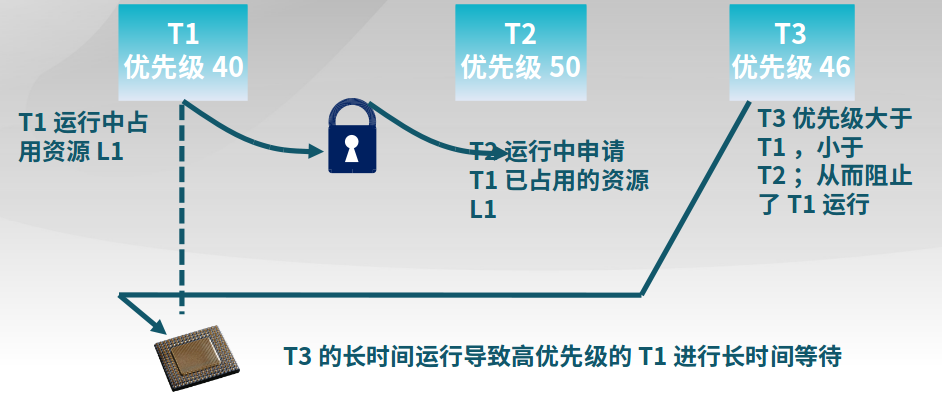 T1
优先级 40
T2
优先级 50
T3
优先级 46
T1 运行中占
用资源 L1
T2 运行中申请
T1 已占用的资源
L1
T3 优先级大于
T1 ，小于
T2 ；从而阻止
了 T1 运行
T3 的长时间运行导致高优先级的 T1 进行长时间等待